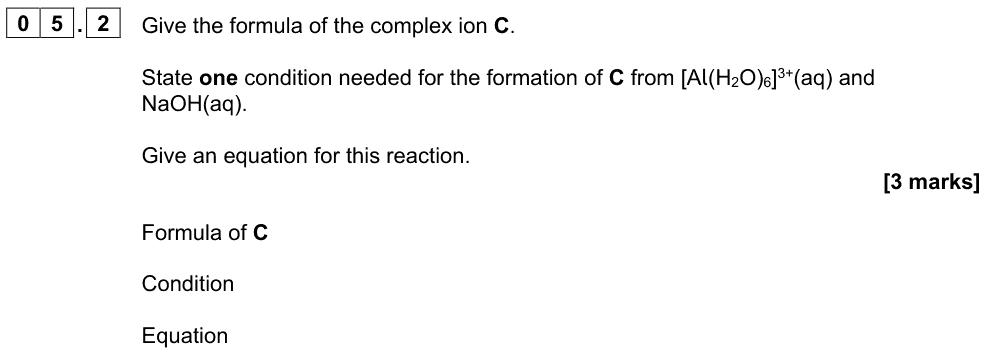 0 5 . 2 Give the formula of the complex ion C.
State one condition needed for the formation of C from [Al(H₂O)₆]³⁺(aq) and
NaOH(aq).
Give an equation for this reaction.
[3 marks]
Formula of C
Condition
Equation